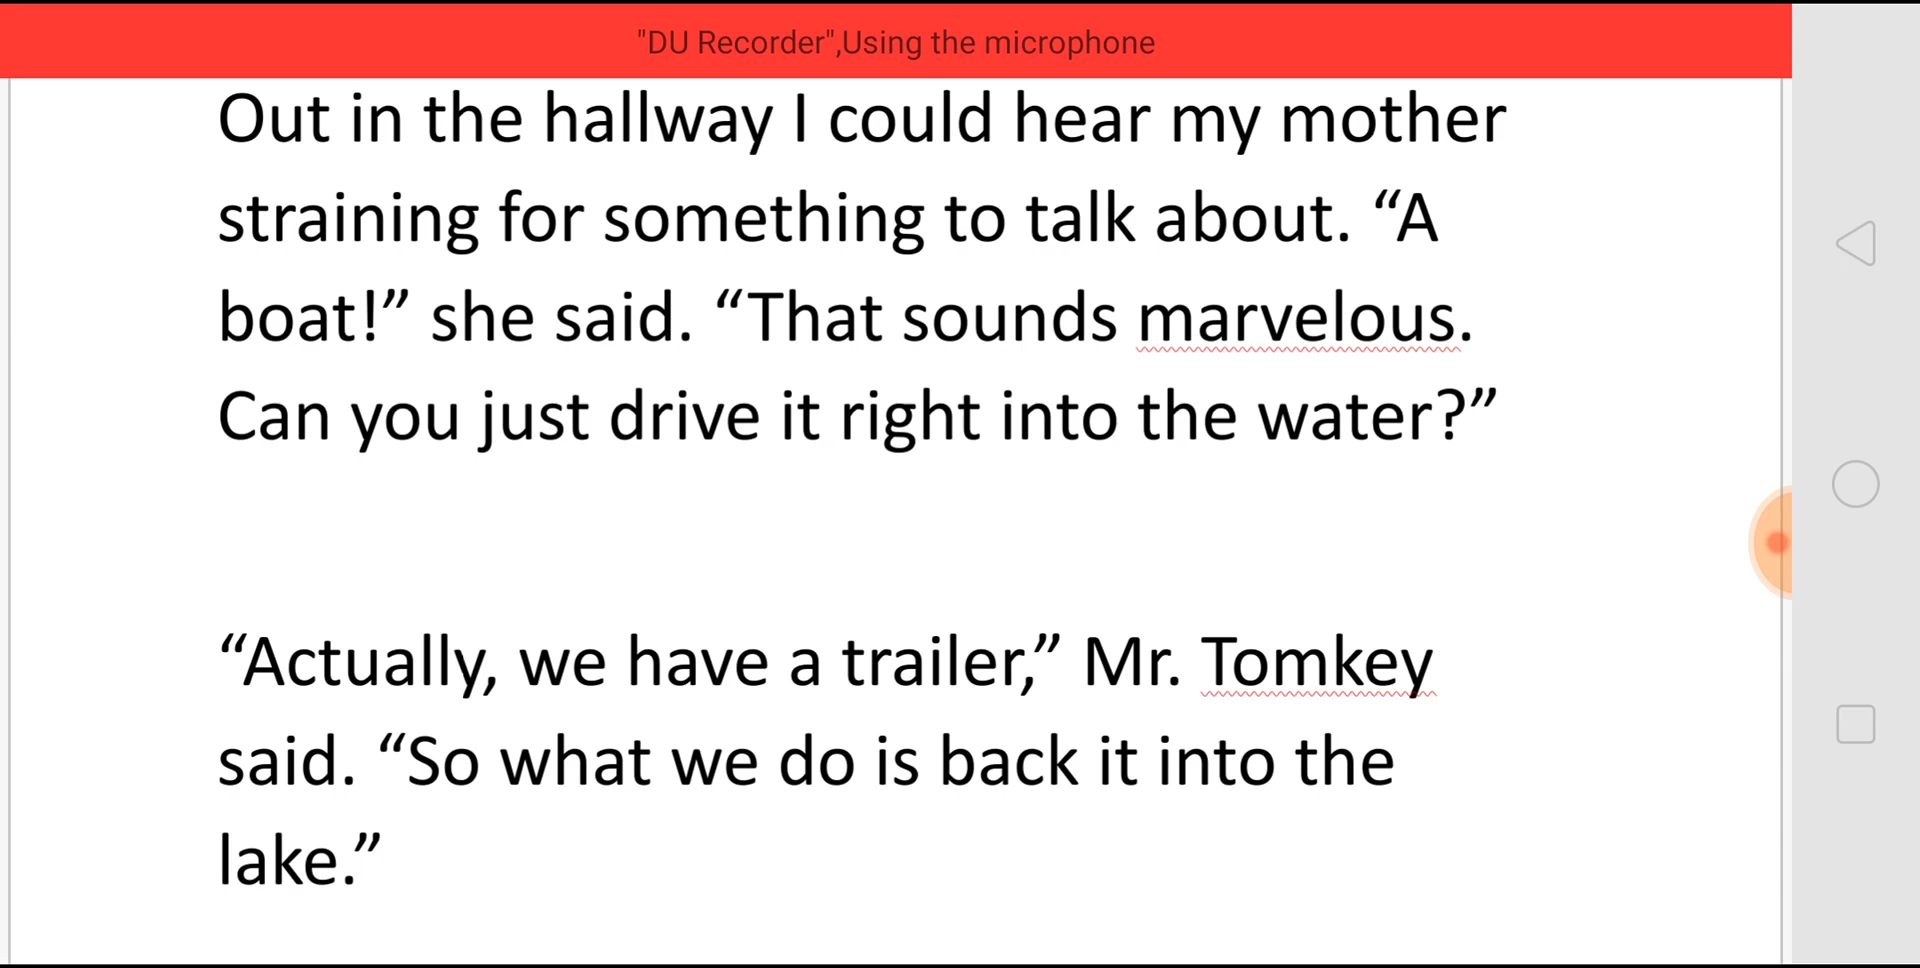 "DU Recorder",Using the microphone
Out in the hallway I could hear my mother
straining for something to talk about. “A
boat!” she said. “That sounds marvelous.
Can you just drive it right into the water?”
“Actually, we have a trailer,” Mr. Tomkey
said. “So what we do is back it into the
lake.”